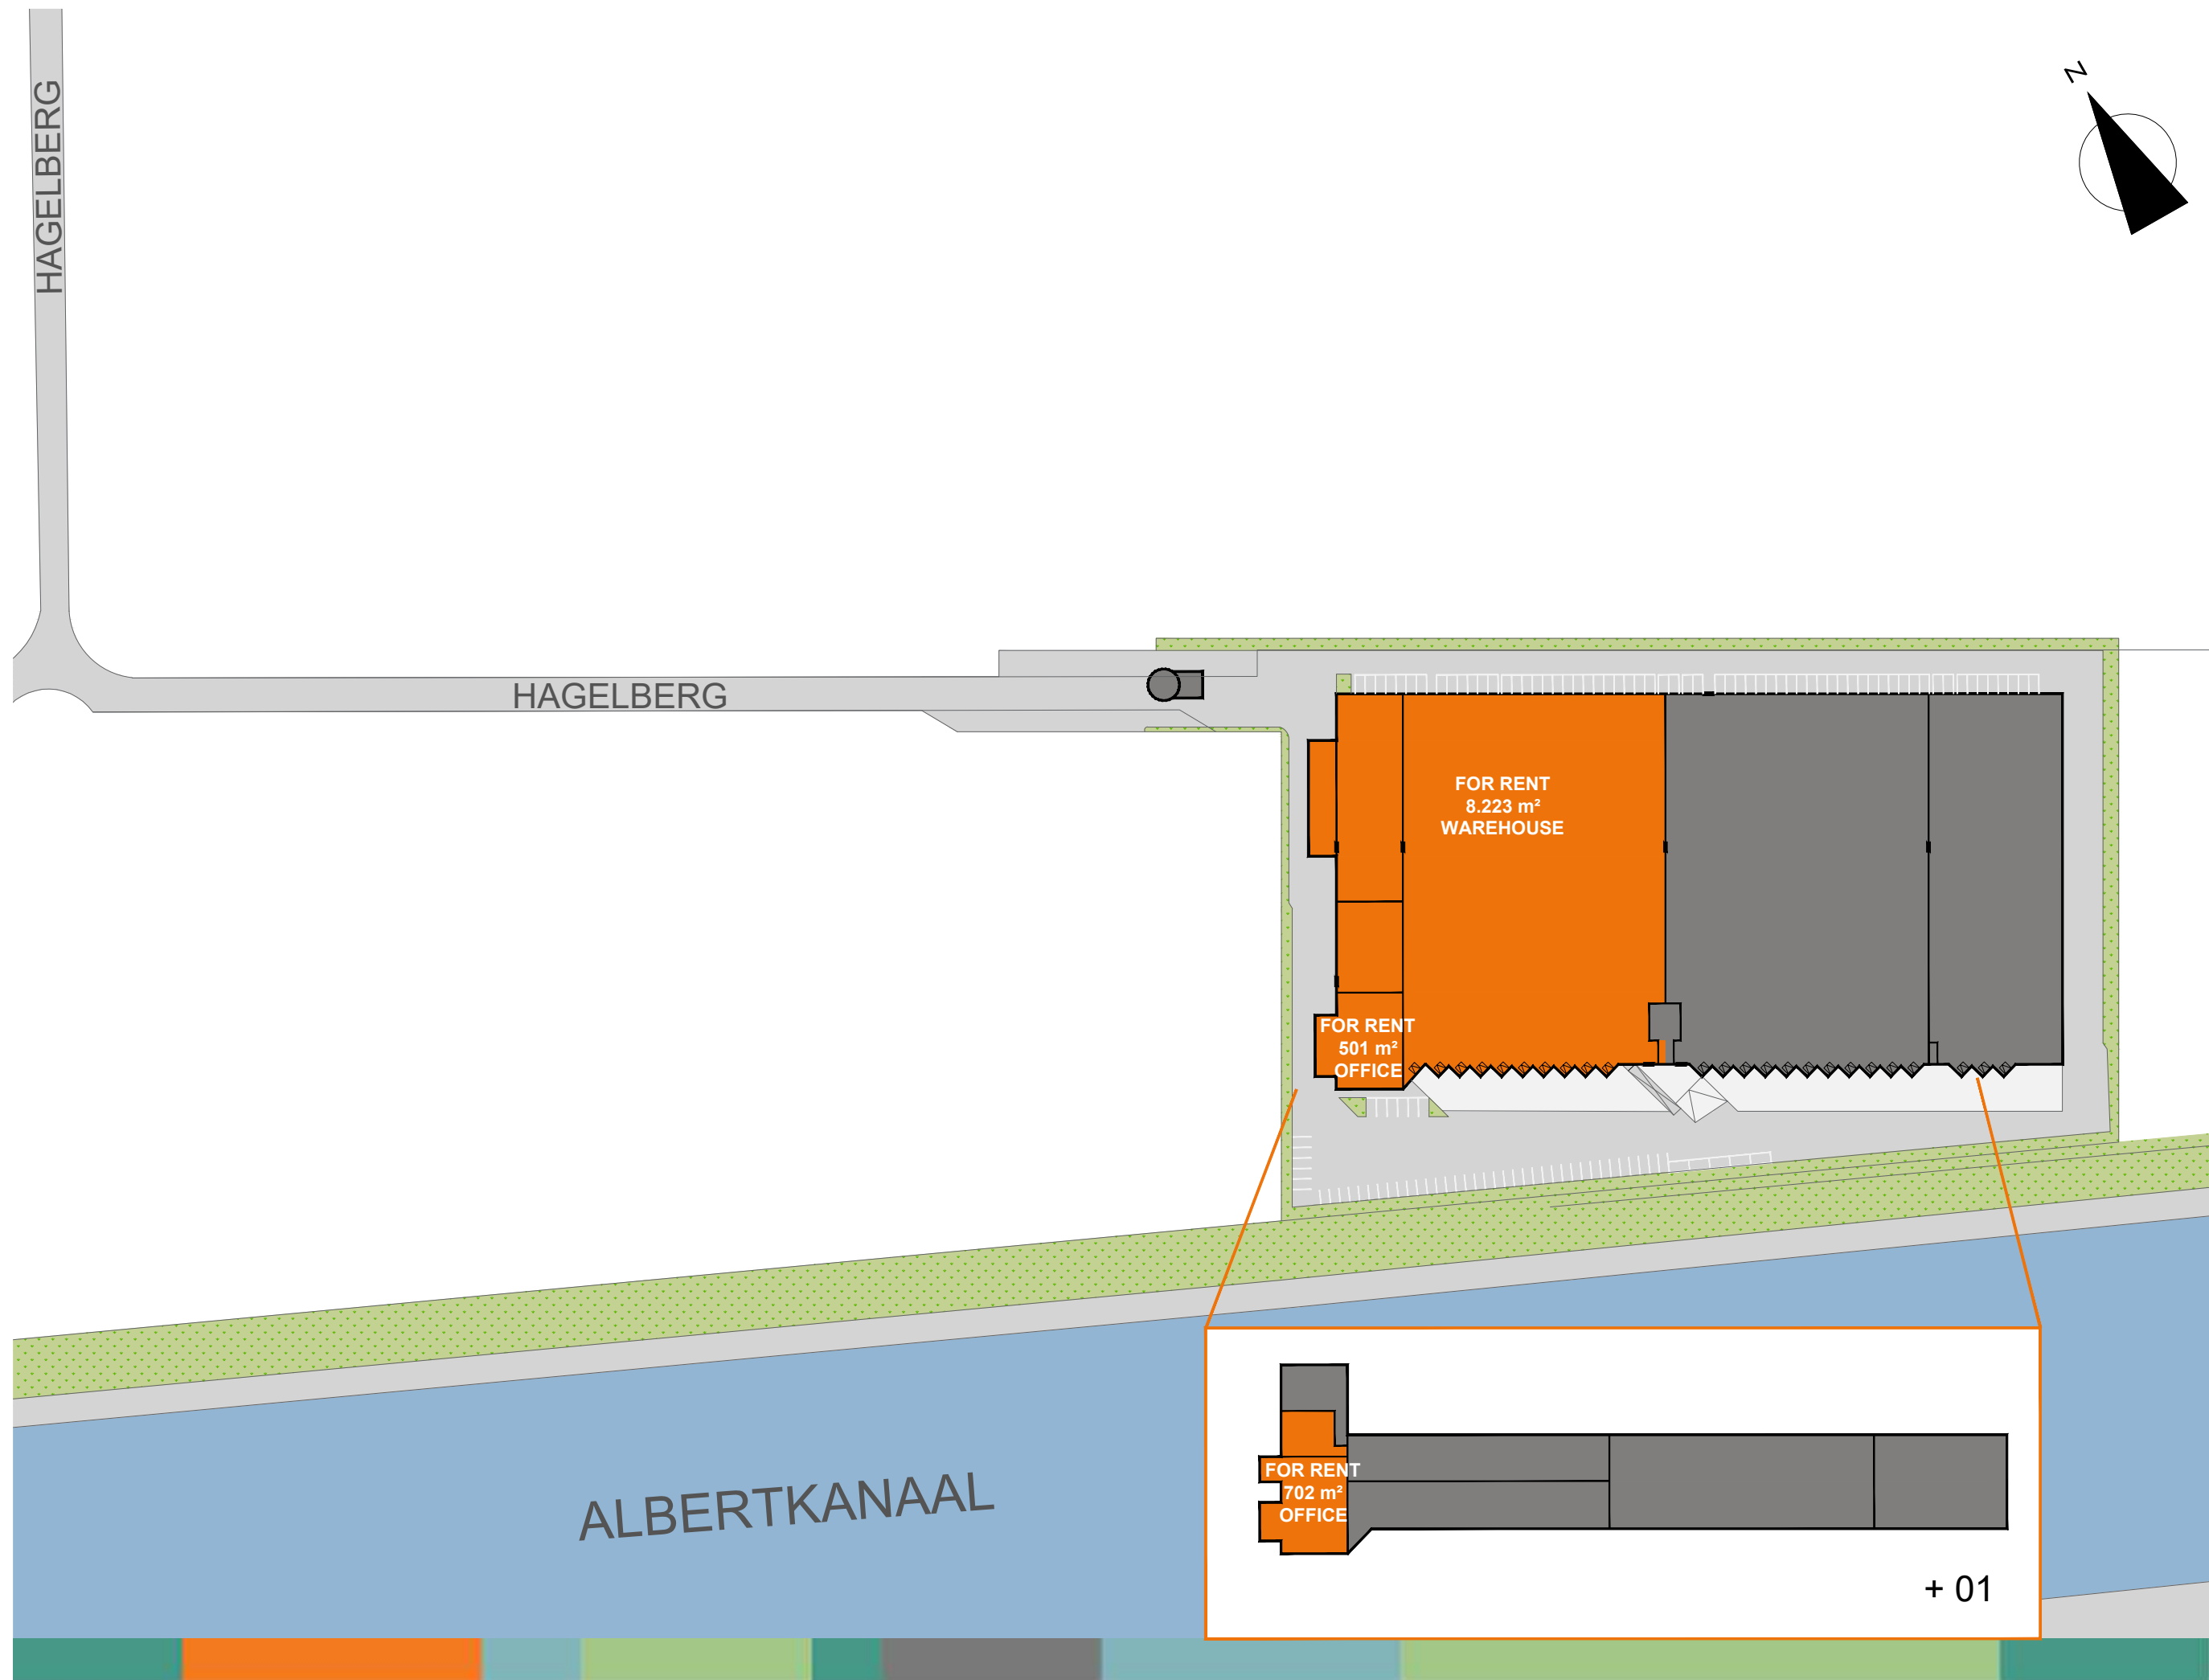 HAGELBERG
N
HAGELBERG
FOR RENT
8.223 m²
WAREHOUSE
FOR RENT
501 m²
OFFICE
ALBERTKANAAL
FOR RENT
702 m²
OFFICE
+ 01